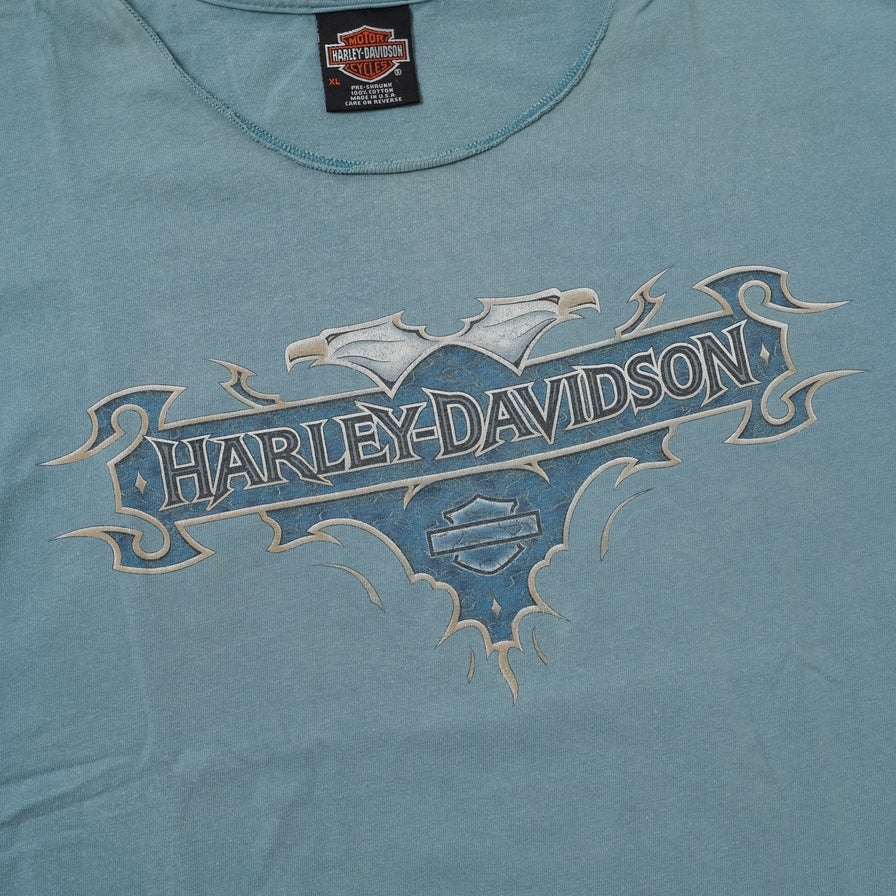 MOTOR
HARLEY-DAVIDSON
CYCLES
®
XL
PRE-SHRUNK
100% COTTON
MADE IN U.S.A
CARE ON REVERSE
HARLEY-DAVIDSON